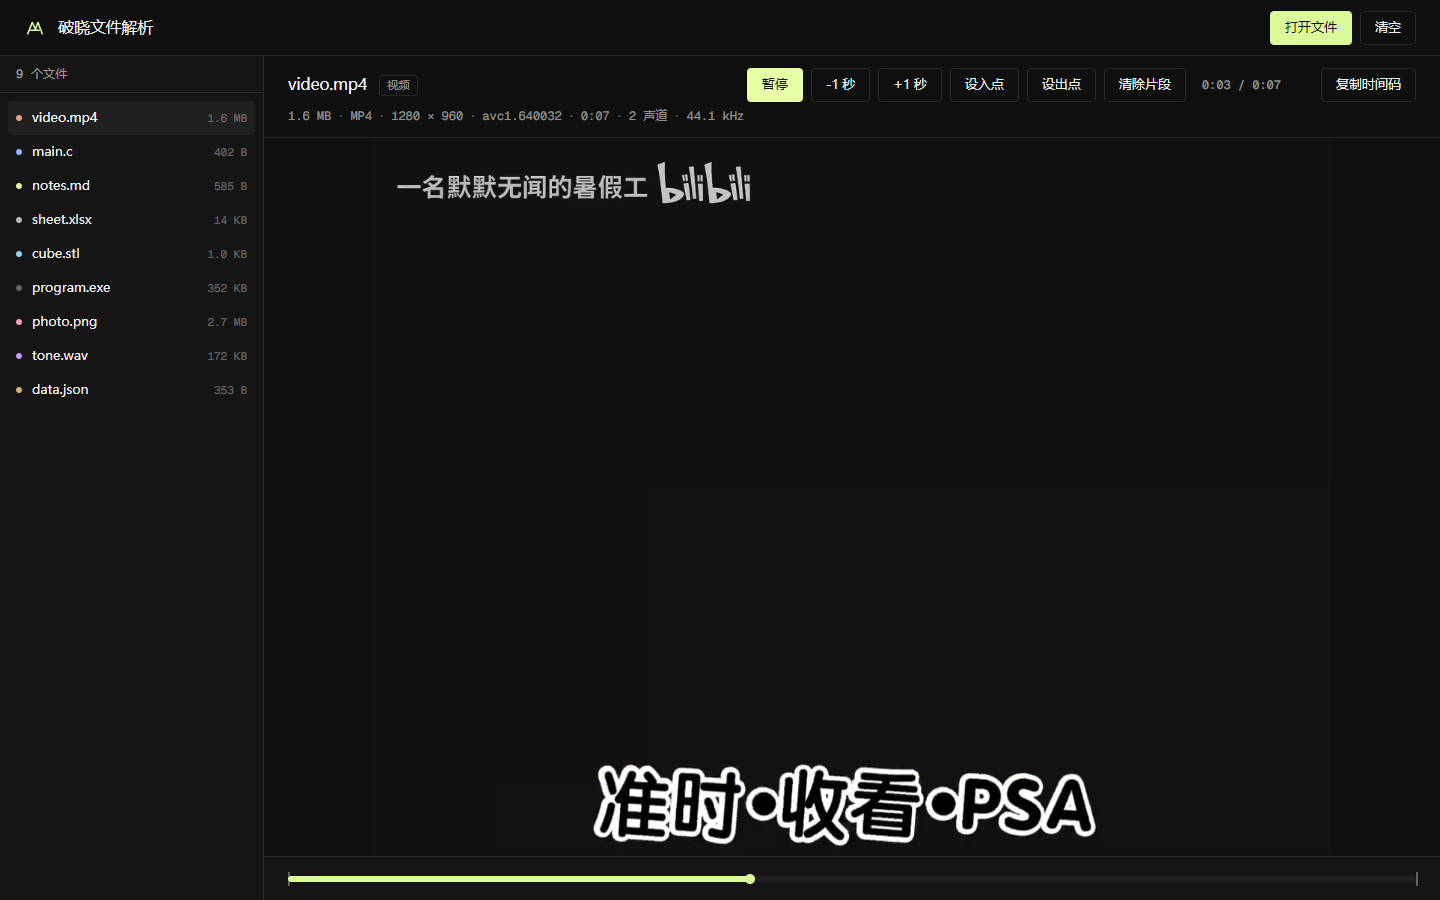 破晓文件解析
打开文件
清空
9 个文件
video.mp4 1.6 MB
main.c 402 B
notes.md 585 B
sheet.xlsx 14 KB
cube.stl 1.0 KB
program.exe 352 KB
photo.png 2.7 MB
tone.wav 172 KB
data.json 353 B
video.mp4 视频
暂停 -1 秒 +1 秒 设入点 设出点 清除片段 0:03 / 0:07 复制时间码
1.6 MB · MP4 · 1280 × 960 · avc1.640032 · 0:07 · 2 声道 · 44.1 kHz
一名默默无闻的暑假工 bilibili
准时•收看•PSA